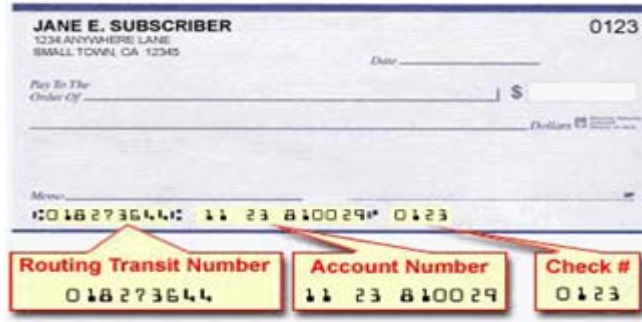 JANE E. SUBSCRIBER 0123
1234 ANYWHERE LANE
SMALL TOWN, CA 12345
Date
Pay To The
Order Of $
Dollars
Memo
⑆018273644⑆ 11 23 810029⑈ 0123
Routing Transit Number Account Number Check #
018273644 11 23 810029 0123